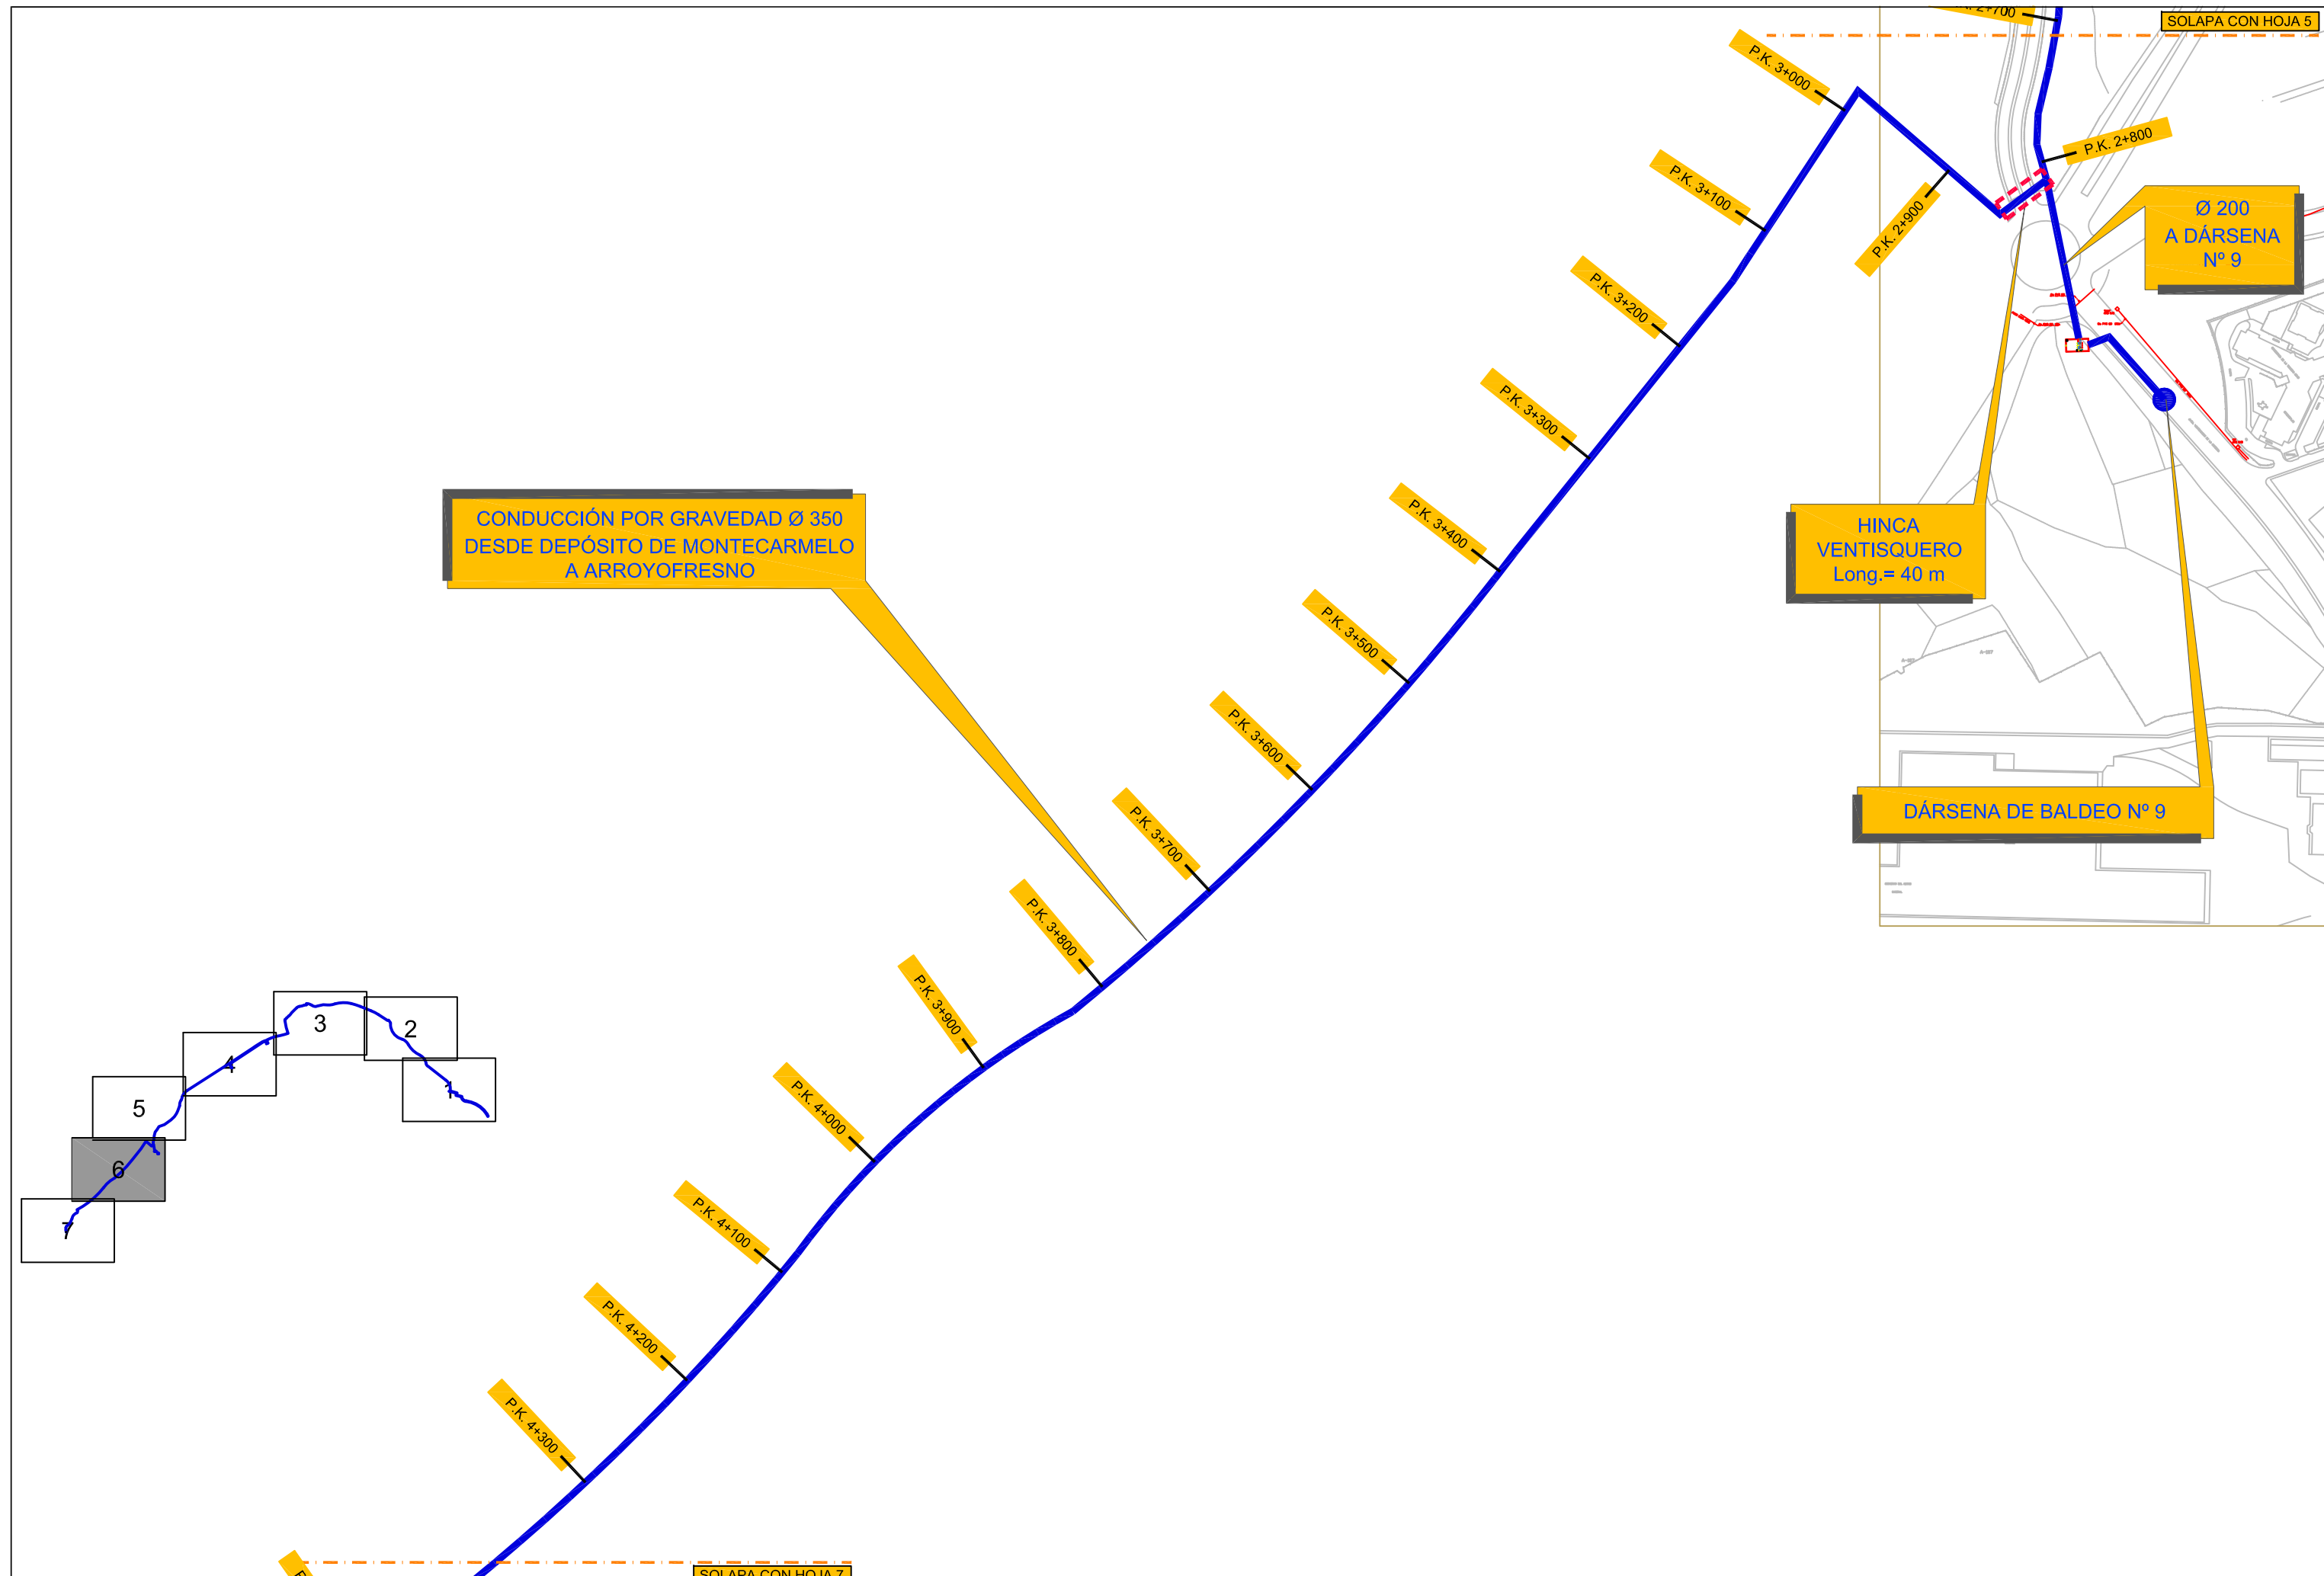 2+700
SOLAPA CON HOJA 5
P.K. 3+000
P.K. 2+800
P.K. 3+100
P.K. 2+900
Ø 200
A DÁRSENA
Nº 9
P.K. 3+200
P.K. 3+300
P.K. 3+400
CONDUCCIÓN POR GRAVEDAD Ø 350
DESDE DEPÓSITO DE MONTECARMELO
A ARROYOFRESNO
HINCA
VENTISQUERO
Long.= 40 m
P.K. 3+500
P.K. 3+600
P.K. 3+700
DÁRSENA DE BALDEO Nº 9
P.K. 3+800
P.K. 3+900
P.K. 4+000
3
2
4
1
5
6
7
P.K. 4+100
P.K. 4+200
P.K. 4+300
SOLAPA CON HOJA 7